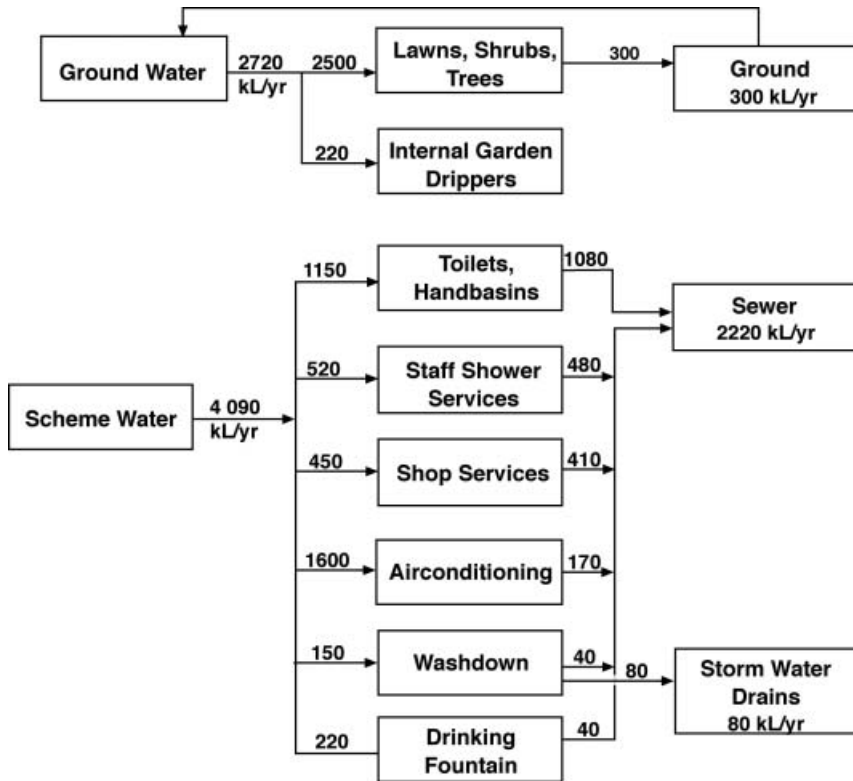 Ground Water
2720
kL/yr
2500
Lawns, Shrubs,
Trees
300
Ground
300 kL/yr
220
Internal Garden
Drippers
1150
Toilets,
Handbasins
1080
Sewer
2220 kL/yr
520
Staff Shower
Services
480
Scheme Water
4 090
kL/yr
450
Shop Services
410
1600
Airconditioning
170
150
Washdown
40
80
Storm Water
Drains
80 kL/yr
220
Drinking
Fountain
40